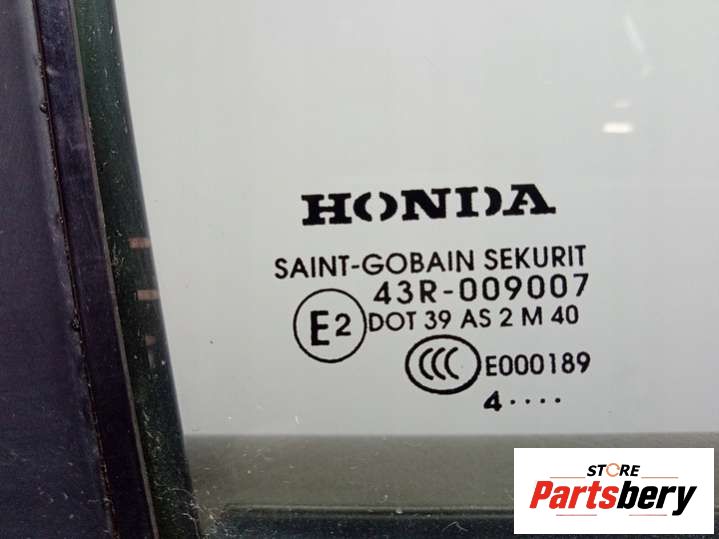 HONDA
SAINT-GOBAIN SEKURIT
43R-009007
E2 DOT 39 AS 2 M 40
CCC E000189
4....
STORE
Partsbery